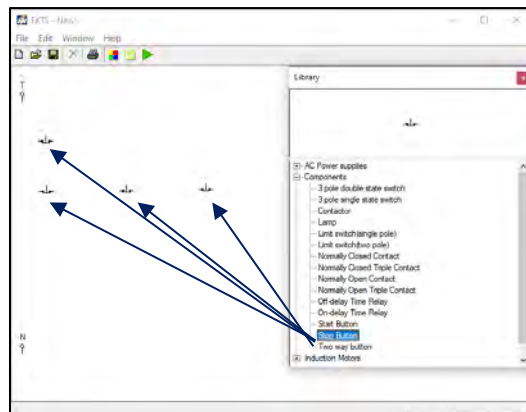 EKTS - New
File Edit Window Help
Library
T
AC Power supplies
Components
3 pole double state switch
3 pole single state switch
Contactor
Lamp
Limit switch(single pole)
Limit switch(two pole)
Normally Closed Contact
Normally Closed Triple Contact
Normally Open Contact
Normally Open Triple Contact
Off-delay Time Relay
On-delay Time Relay
Start Button
Stop Button
Two way button
Induction Motors
N